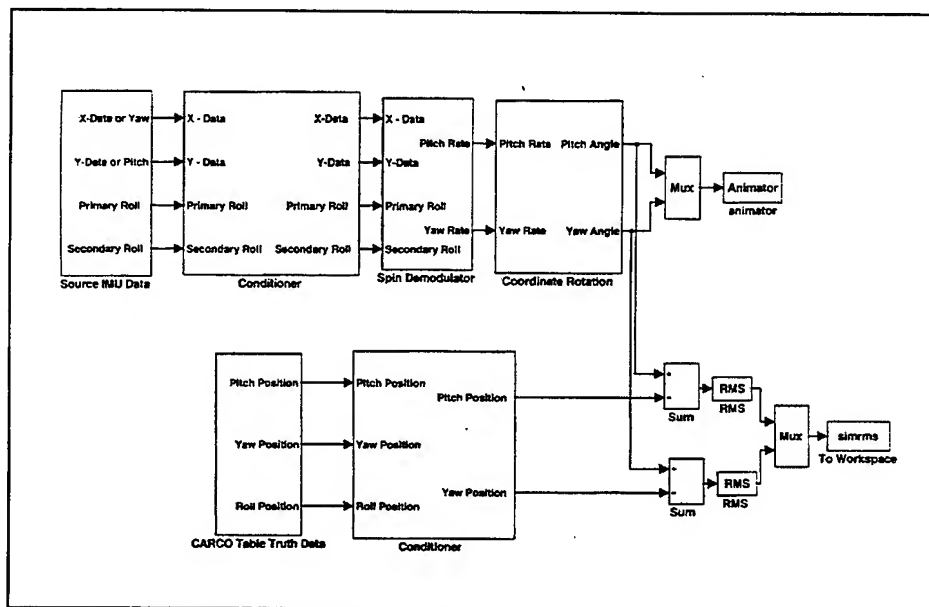 X-Data or Yaw
Y-Data or Pitch
Primary Roll
Secondary Roll
Source IMU Data
X - Data
Y - Data
Primary Roll
Secondary Roll
X-Data
Y-Data
Primary Roll
Secondary Roll
Conditioner
X - Data
Y-Data
Primary Roll
Secondary Roll
Pitch Rate
Yaw Rate
Spin Demodulator
Pitch Rate
Yaw Rate
Pitch Angle
Yaw Angle
Coordinate Rotation
Mux
Animator
animator
Pitch Position
Yaw Position
Roll Position
CARCO Table Truth Data
Pitch Position
Yaw Position
Roll Position
Pitch Position
Yaw Position
Conditioner
Sum
RMS
RMS
Sum
RMS
RMS
Mux
simrms
To Workspace